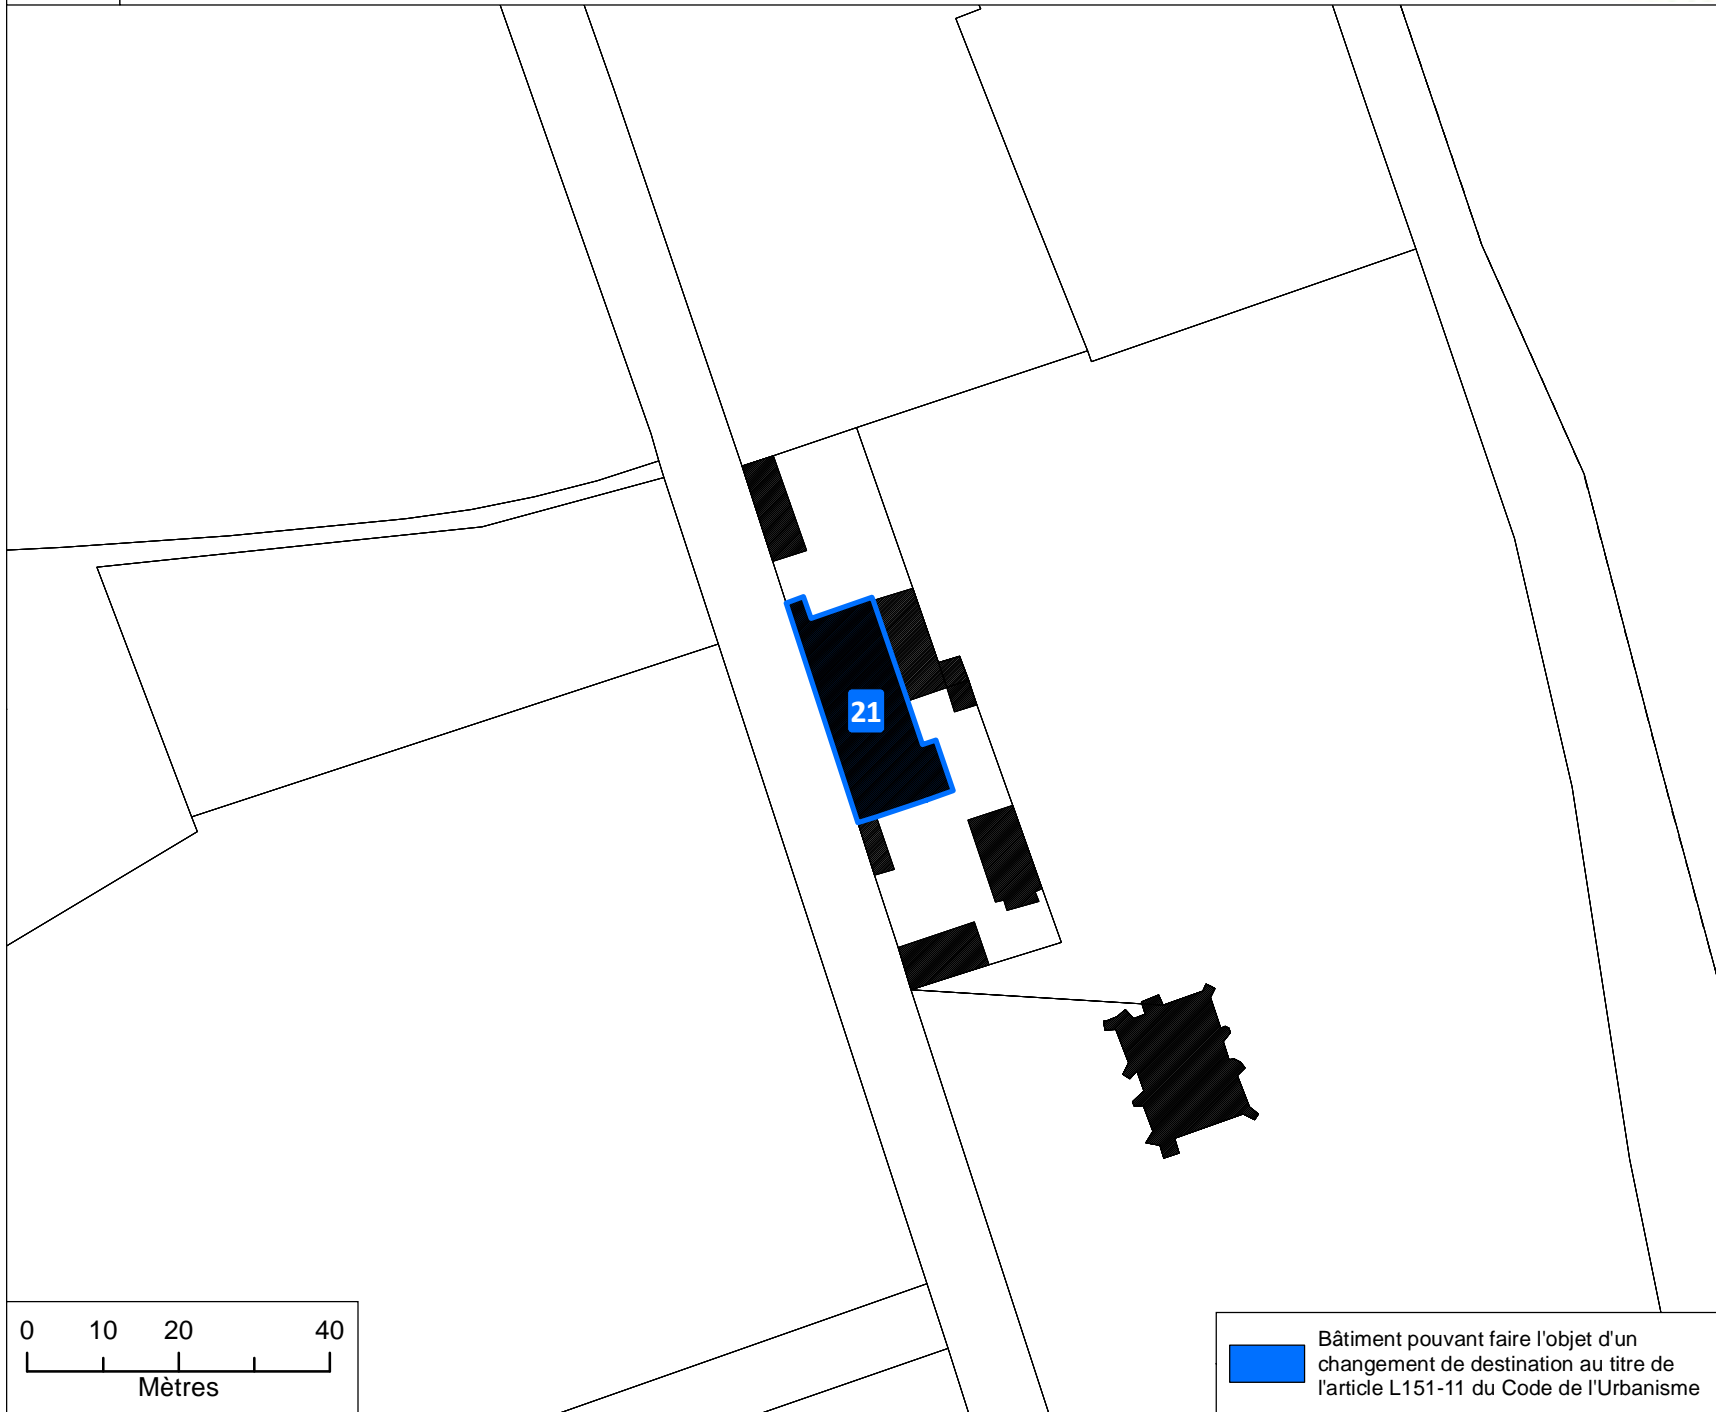 21
0 10 20 40
Mètres
Bâtiment pouvant faire l'objet d'un
changement de destination au titre de
l'article L151-11 du Code de l'Urbanisme